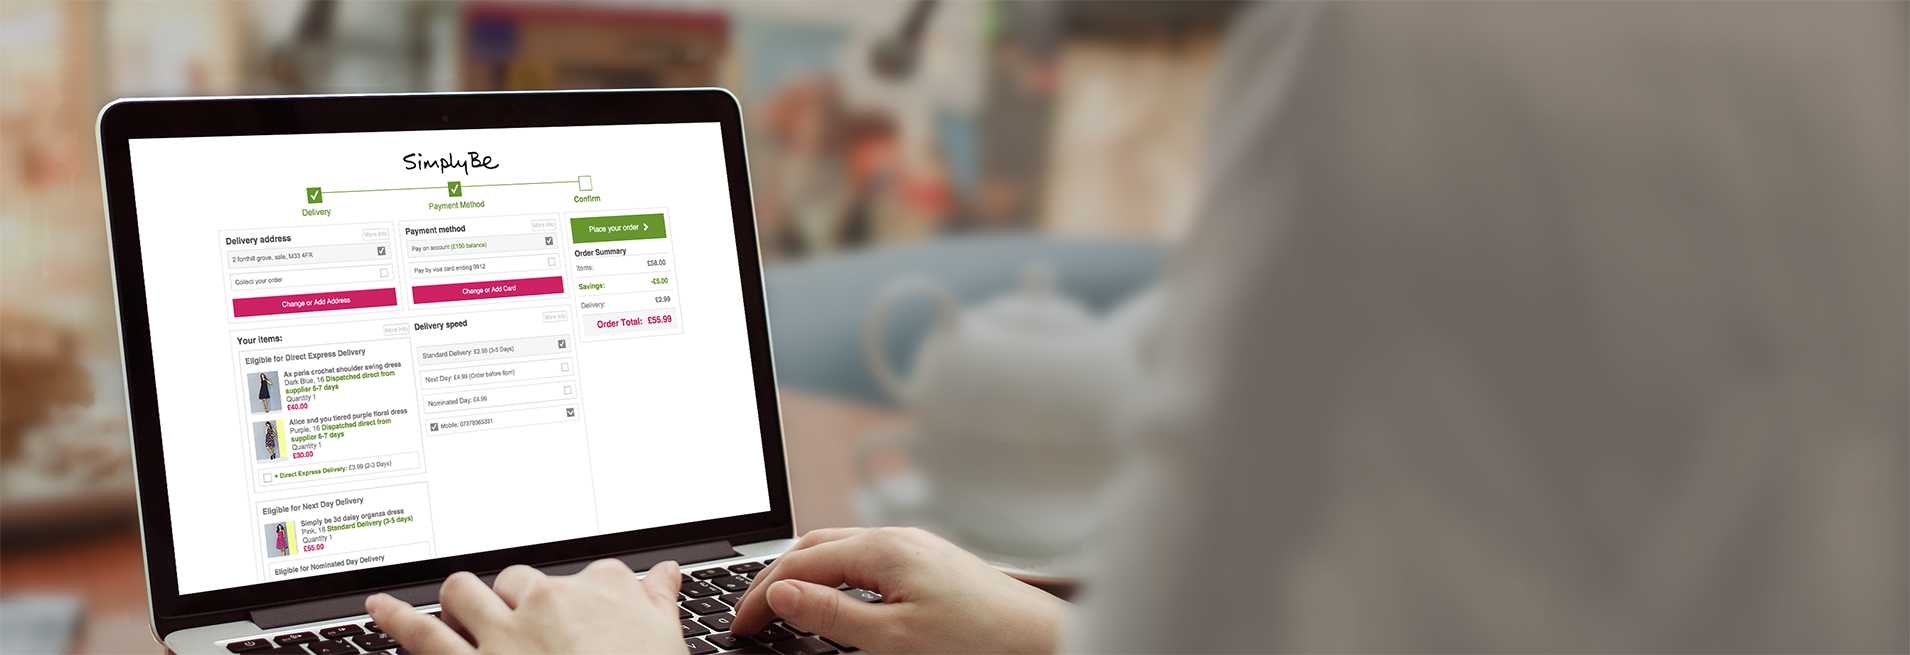 SimplyBe
Delivery
Payment Method
Confirm
Delivery address
More info
2 fonthill grove, sale, M33 4FR
Collect your order
Change or Add Address
Payment method
More info
Pay on account (£150 balance)
Pay by visa card ending 9912
Change or Add Card
Place your order
Order Summary
Items: £58.00
Savings: -£5.00
Delivery: £2.99
Order Total: £55.99
Your items:
More info
Eligible for Direct Express Delivery
Ax paris crochet shoulder swing dress
Dark Blue, 16 Dispatched direct from
supplier 5-7 days
Quantity 1
£40.00
Alice and you tiered purple floral dress
Purple, 16 Dispatched direct from
supplier 5-7 days
Quantity 1
£30.00
+ Direct Express Delivery: £3.99 (2-3 Days)
Eligible for Next Day Delivery
Simply be 3d daisy organza dress
Pink, 16 Standard Delivery (3-5 days)
Quantity 1
£55.00
Eligible for Nominated Day Delivery
Delivery speed
More info
Standard Delivery: £2.99 (3-5 Days)
Next Day: £4.99 (Order before 6pm)
Nominated Day: £4.99
Mobile: 07378365331